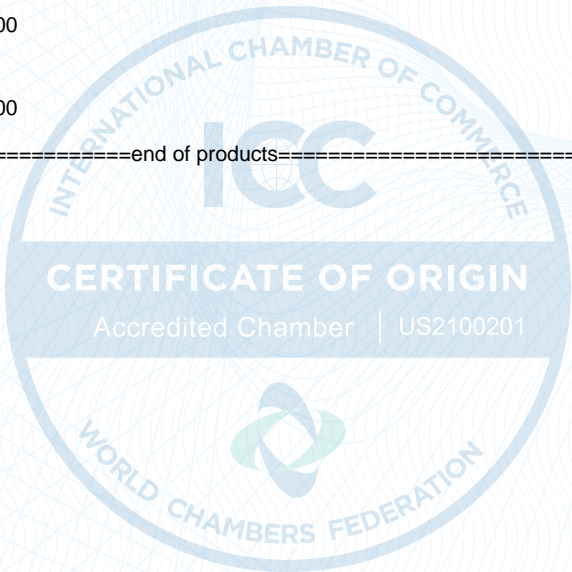 00
00
===========end of products=========================
INTERNATIONAL CHAMBER OF COMMERCE
ICC
CERTIFICATE OF ORIGIN
Accredited Chamber | US2100201
WORLD CHAMBERS FEDERATION